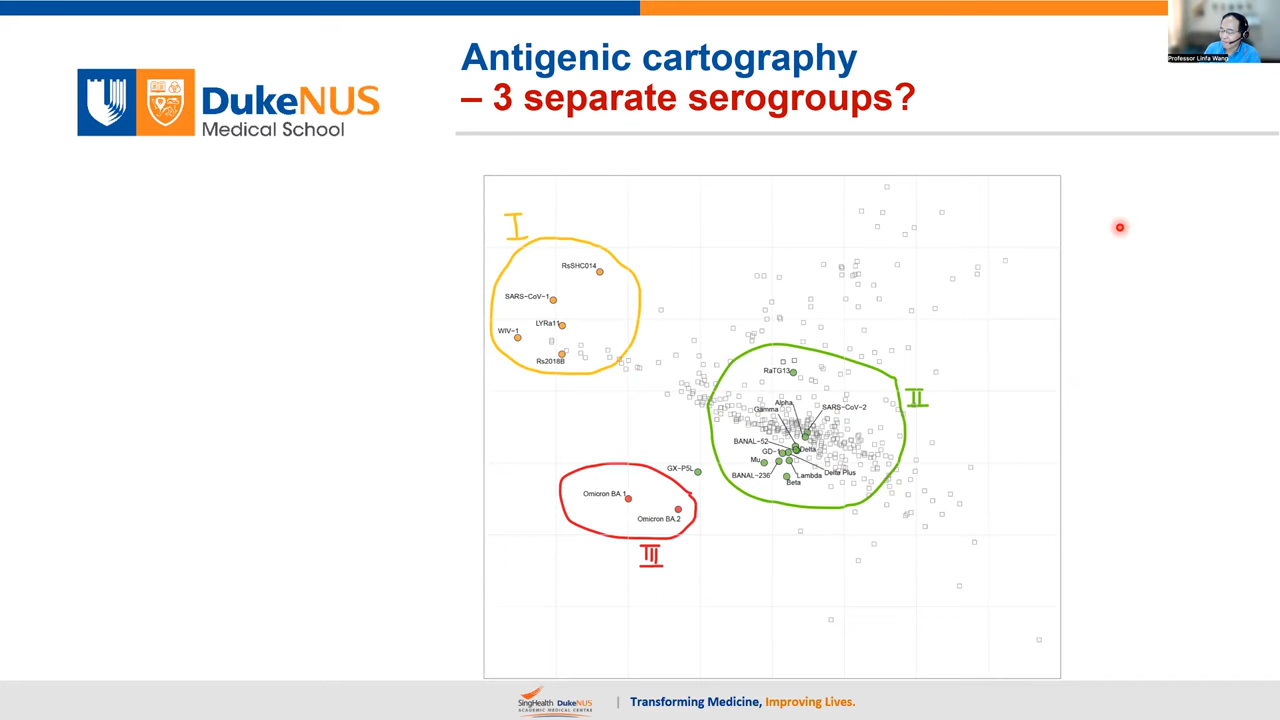 Professor Linfa Wang
Antigenic cartography
– 3 separate serogroups?
DukeNUS
Medical School
I
RsSHC014
SARS-CoV-1
LYRa11
WIV-1
Rs2018B
II
RaTG13
Alpha
Gamma
SARS-CoV-2
BANAL-52
Delta
GD-1
Mu
GX-P5L
BANAL-236
Lambda
Delta Plus
Beta
Omicron BA.1
Omicron BA.2
III
SingHealth DukeNUS
ACADEMIC MEDICAL CENTRE
Transforming Medicine, Improving Lives.